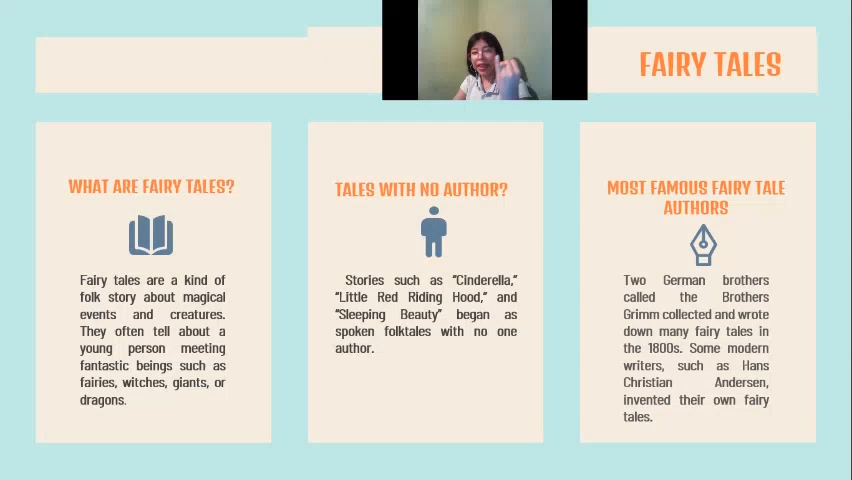 FAIRY TALES
WHAT ARE FAIRY TALES?
Fairy tales are a kind of
folk story about magical
events and creatures.
They often tell about a
young person meeting
fantastic beings such as
fairies, witches, giants, or
dragons.
TALES WITH NO AUTHOR?
Stories such as “Cinderella,”
“Little Red Riding Hood,” and
“Sleeping Beauty” began as
spoken folktales with no one
author.
MOST FAMOUS FAIRY TALE
AUTHORS
Two German brothers
called the Brothers
Grimm collected and wrote
down many fairy tales in
the 1800s. Some modern
writers, such as Hans
Christian Andersen,
invented their own fairy
tales.